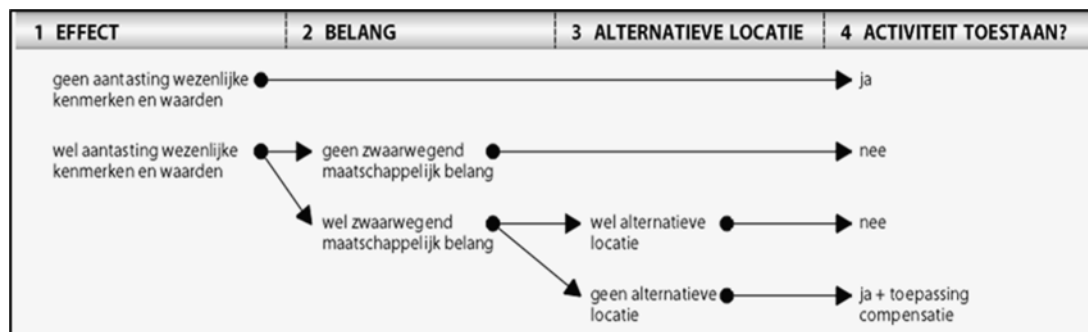 1 EFFECT
2 BELANG
3 ALTERNATIEVE LOCATIE
4 ACTIVITEIT TOESTAAN?
geen aantasting wezenlijke
kenmerken en waarden
ja
wel aantasting wezenlijke
kenmerken en waarden
geen zwaarwegend
maatschappelijk belang
nee
wel zwaarwegend
maatschappelijk belang
wel alternatieve
locatie
nee
geen alternatieve
locatie
ja + toepassing
compensatie